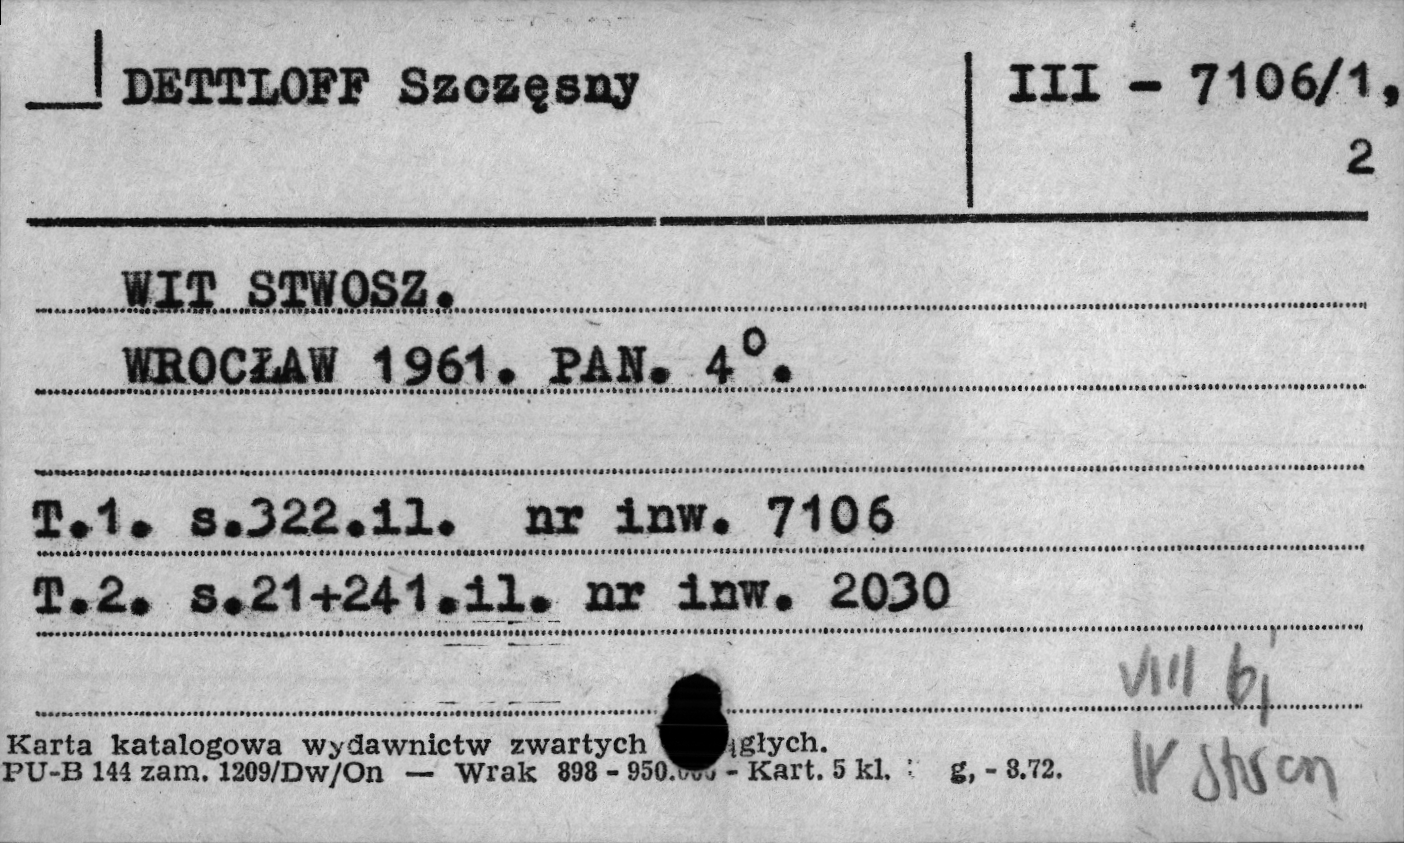 DETTLOFF Szczęsny
III - 7106/1,
2
WIT STWOSZ.
WROCŁAW 1961. PAN. 4°.
T.1. s.322.il. nr inw. 7106
T.2. s.21+241.il. nr inw. 2030
VIII bj
Karta katalogowa wydawnictw zwartych
PU-B 144 zam. 1209/Dw/On — Wrak 898 - 950. - Kart. 5 kl. g, - 8.72.